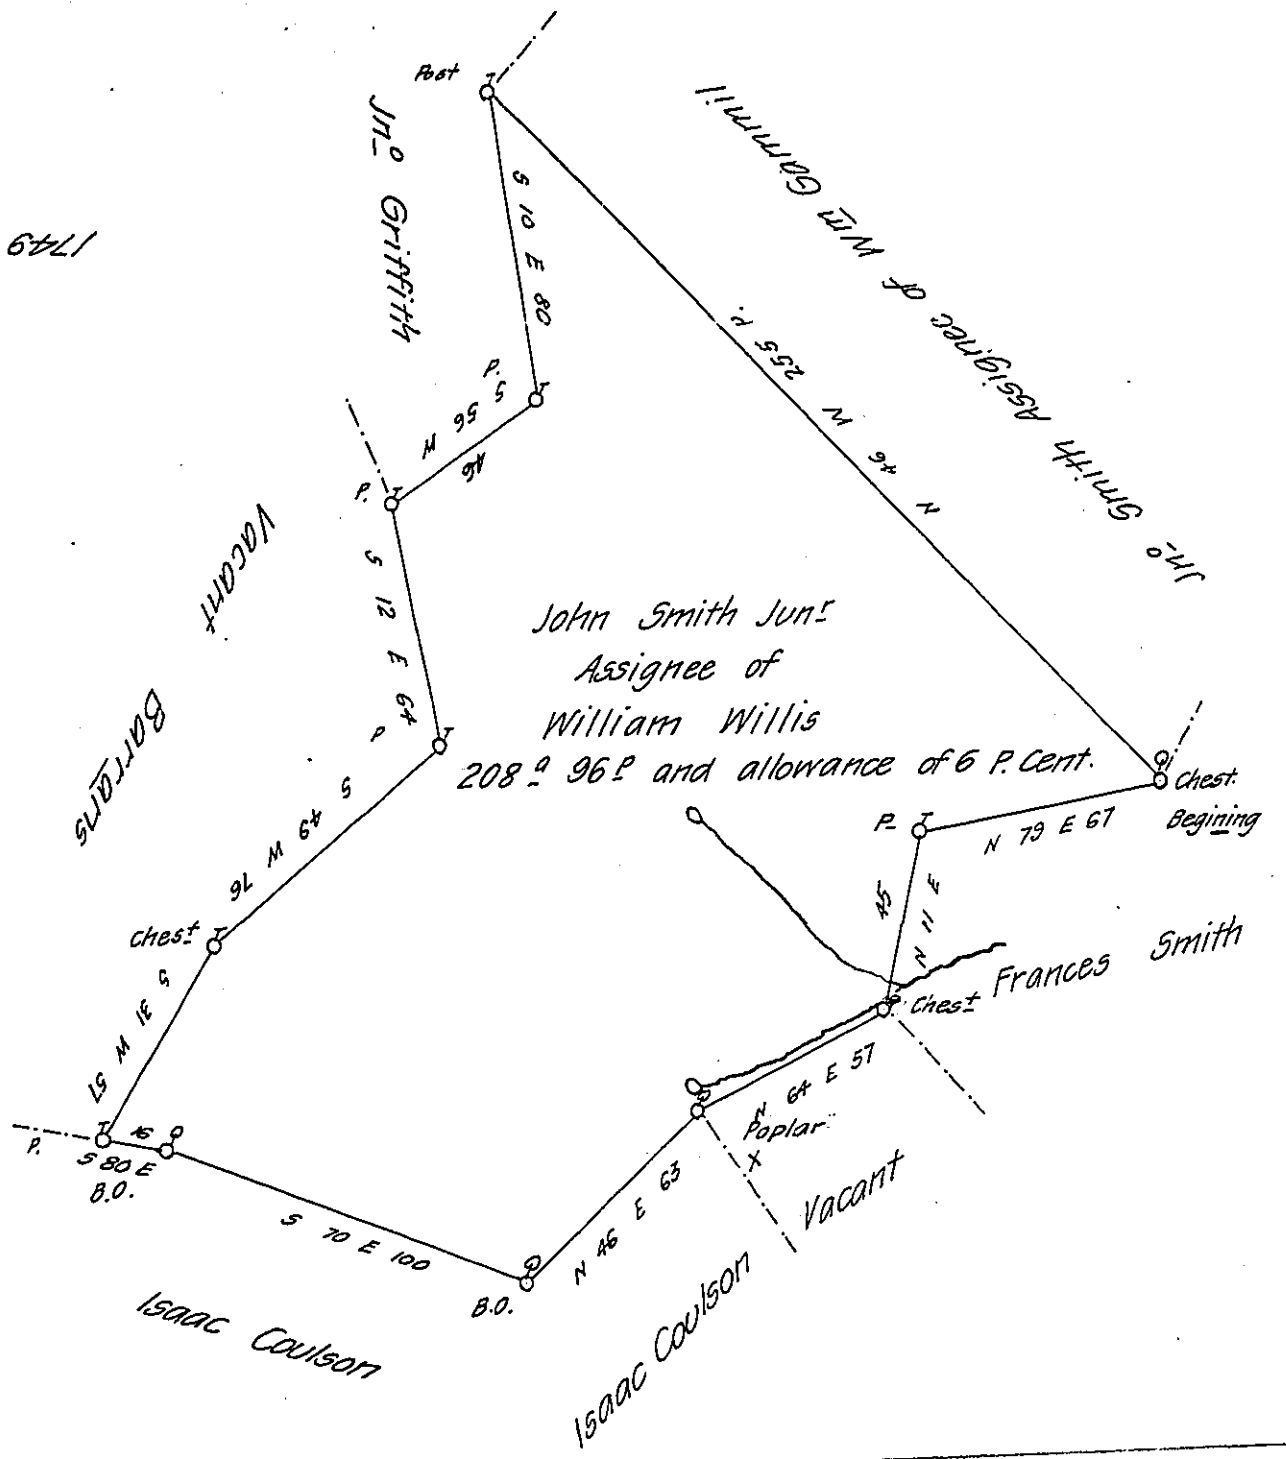 Post
Jnº Griffith
Jnº Smith Assignee of Wm Gammil
1749
S 10 E 80
N 46 W 255 P.
P.
S 56 W
46
P.
Vacant
Barrans
S 12 E 64
P
John Smith Junr
Assignee of
William Willis
208 a 96 P and allowance of 6 P. Cent.
Chest.
Begining
P
N 79 E 67
S 49 W 76
45
N 11 E
Chest
S 31 W 57
Frances Smith
Chest
N 64 E 57
Poplar
X
P.
16
S 80 E
B.O.
S 70 E 100
N 46 E 63
Vacant
B.O.
Isaac Coulson
Isaac Coulson